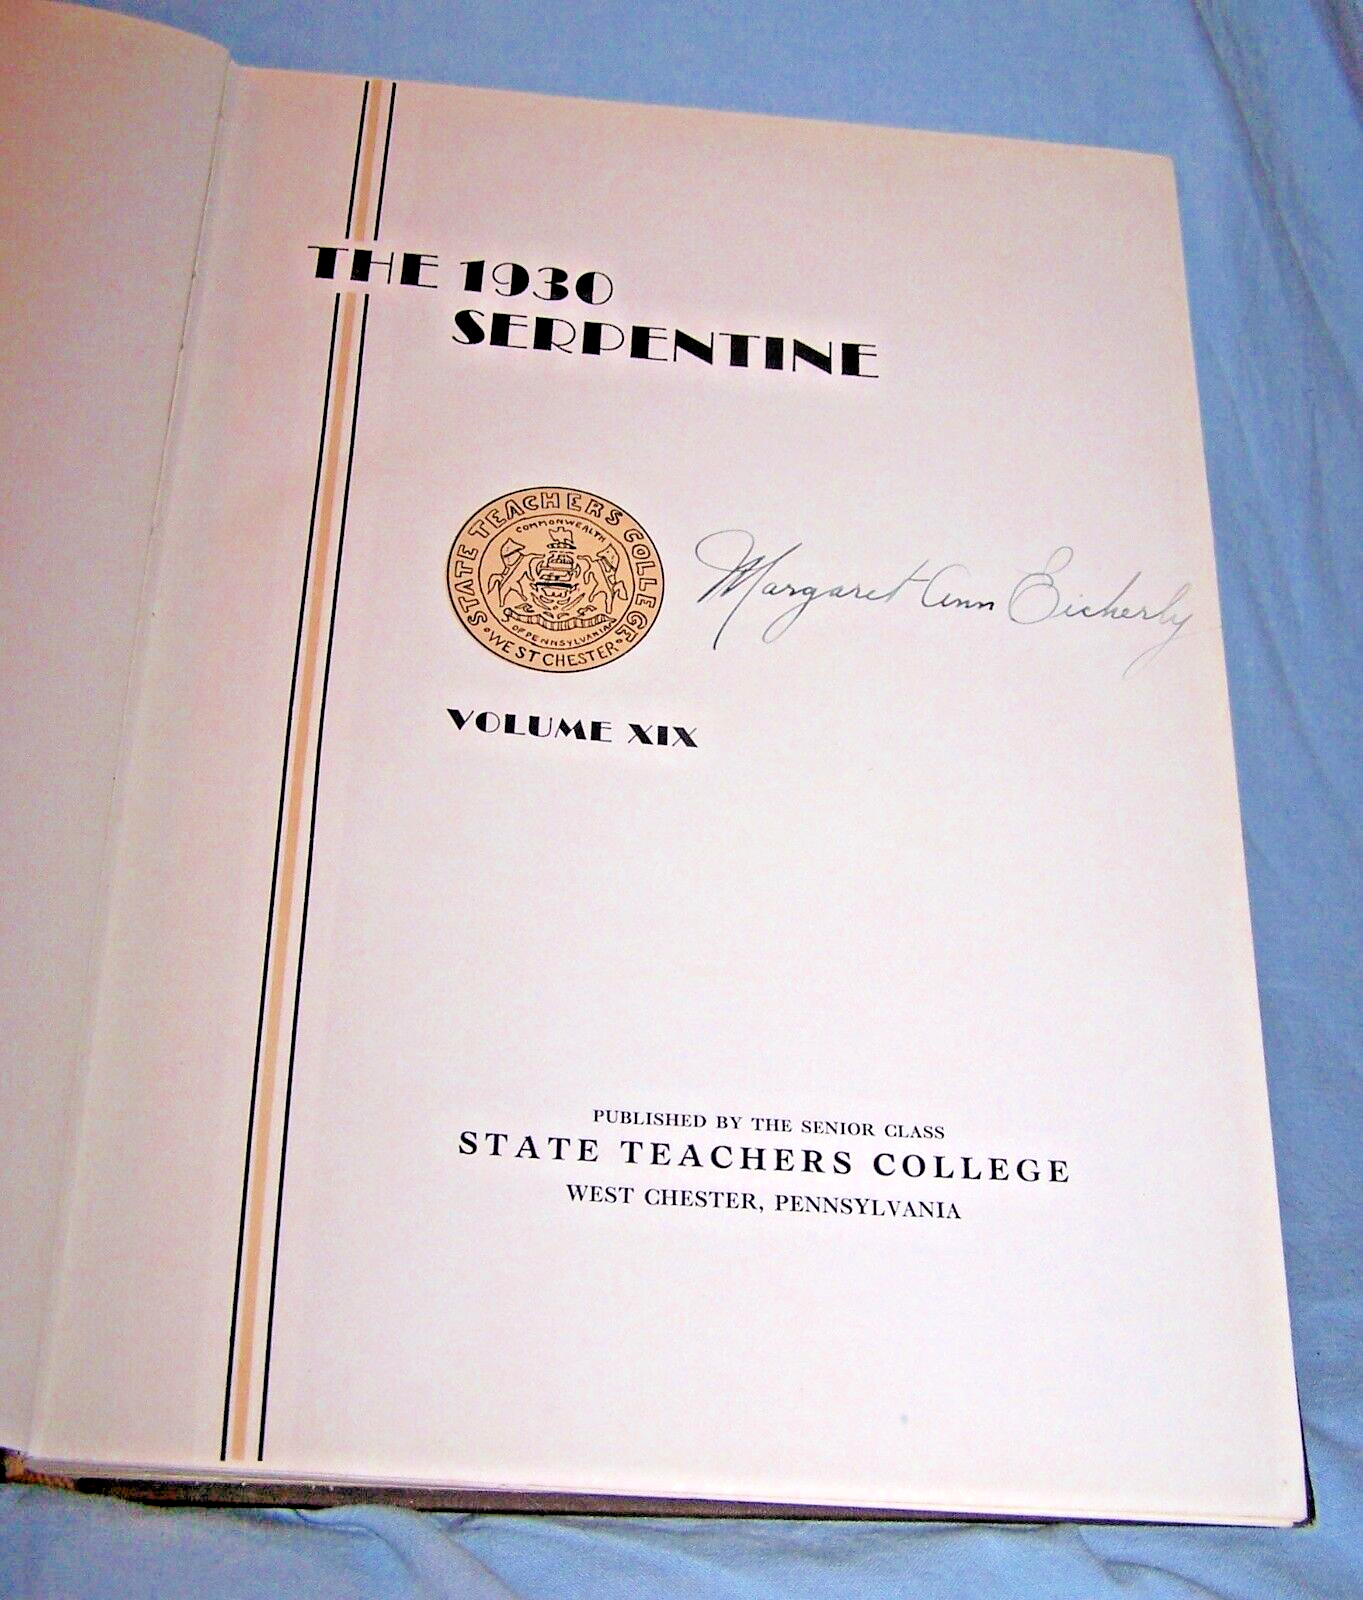 THE 1930
SERPENTINE
STATE TEACHERS COLLEGE
COMMONWEALTH
OF PENNSYLVANIA
• WEST CHESTER •
Margaret Ann Eickerly
VOLUME XIX
PUBLISHED BY THE SENIOR CLASS
STATE TEACHERS COLLEGE
WEST CHESTER, PENNSYLVANIA